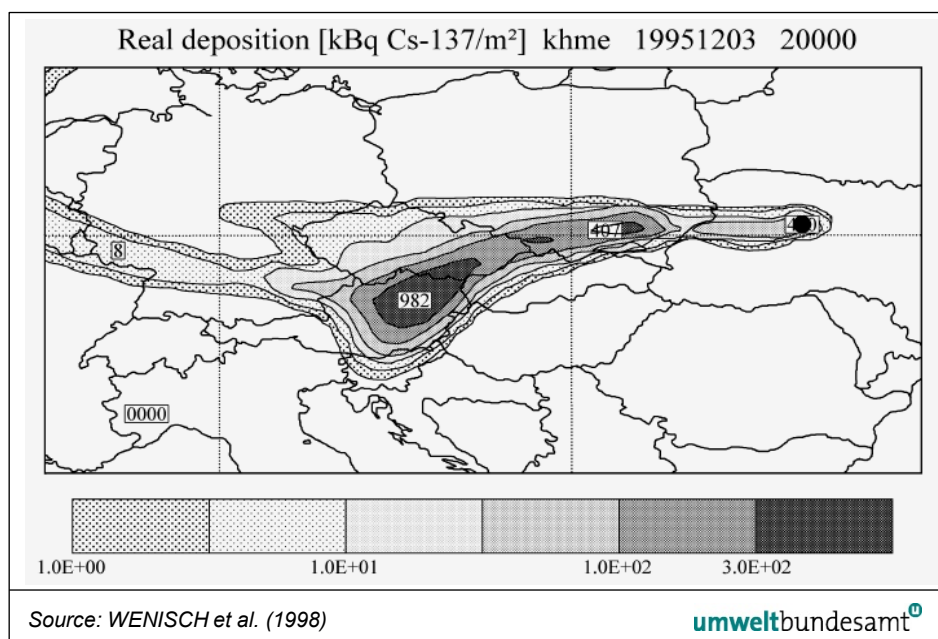 Real deposition [kBq Cs-137/m²] khme 19951203 20000
8
407
982
0000
1.0E+00 1.0E+01 1.0E+02 3.0E+02
Source: WENISCH et al. (1998)
umweltbundesamt